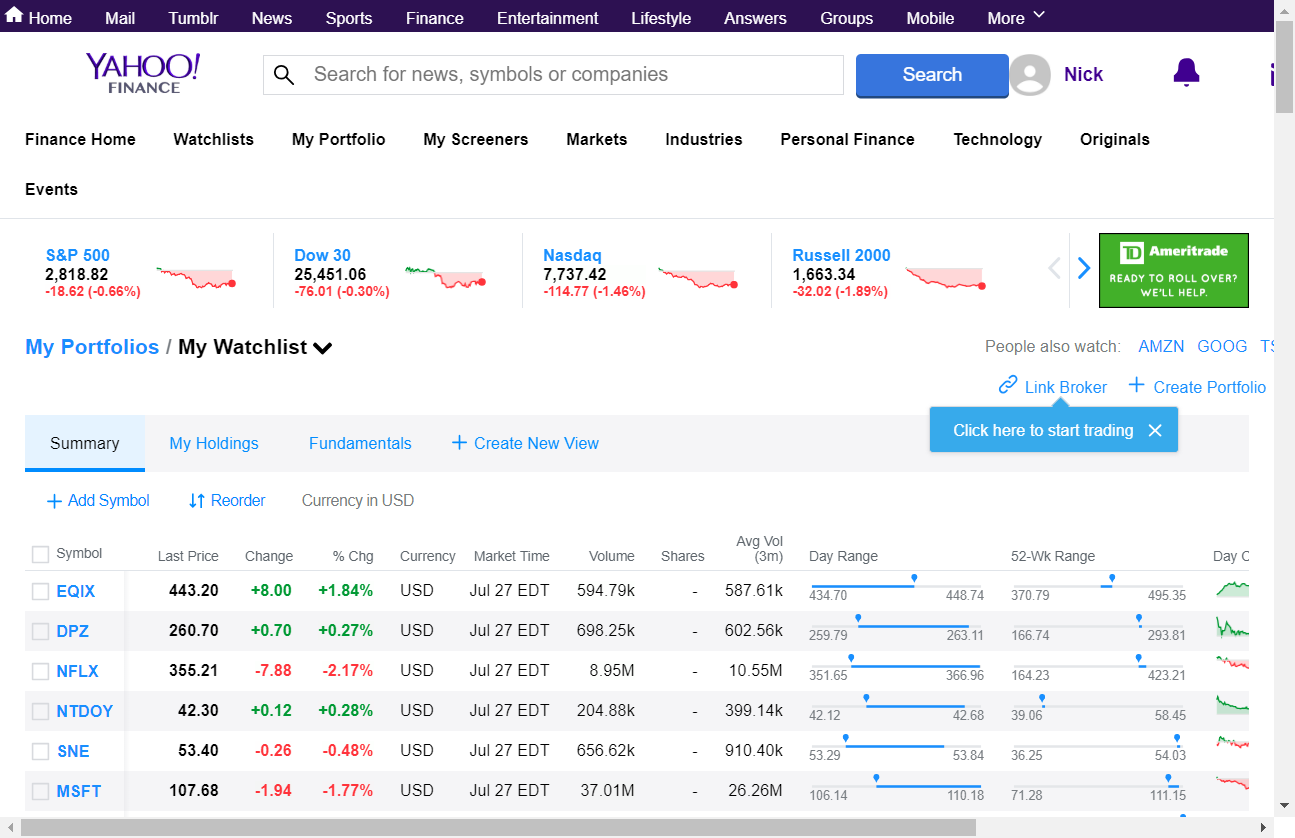 Home Mail Tumblr News Sports Finance Entertainment Lifestyle Answers Groups Mobile More
YAHOO!
FINANCE
Search for news, symbols or companies
Search
Nick
Finance Home Watchlists My Portfolio My Screeners Markets Industries Personal Finance Technology Originals
Events
S&P 500
2,818.82
-18.62 (-0.66%)
Dow 30
25,451.06
-76.01 (-0.30%)
Nasdaq
7,737.42
-114.77 (-1.46%)
Russell 2000
1,663.34
-32.02 (-1.89%)
TD Ameritrade
READY TO ROLL OVER?
WE'LL HELP.
My Portfolios / My Watchlist
People also watch: AMZN GOOG
Link Broker + Create Portfolio
Click here to start trading
Summary My Holdings Fundamentals + Create New View
+ Add Symbol Reorder Currency in USD
Symbol Last Price Change % Chg Currency Market Time Volume Shares Avg Vol (3m) Day Range 52-Wk Range Day
EQIX 443.20 +8.00 +1.84% USD Jul 27 EDT 594.79k - 587.61k 434.70 448.74 370.79 495.35
DPZ 260.70 +0.70 +0.27% USD Jul 27 EDT 698.25k - 602.56k 259.79 263.11 166.74 293.81
NFLX 355.21 -7.88 -2.17% USD Jul 27 EDT 8.95M - 10.55M 351.65 366.96 164.23 423.21
NTDOY 42.30 +0.12 +0.28% USD Jul 27 EDT 204.88k - 399.14k 42.12 42.68 39.06 58.45
SNE 53.40 -0.26 -0.48% USD Jul 27 EDT 656.62k - 910.40k 53.29 53.84 36.25 54.03
MSFT 107.68 -1.94 -1.77% USD Jul 27 EDT 37.01M - 26.26M 106.14 110.18 71.28 111.15